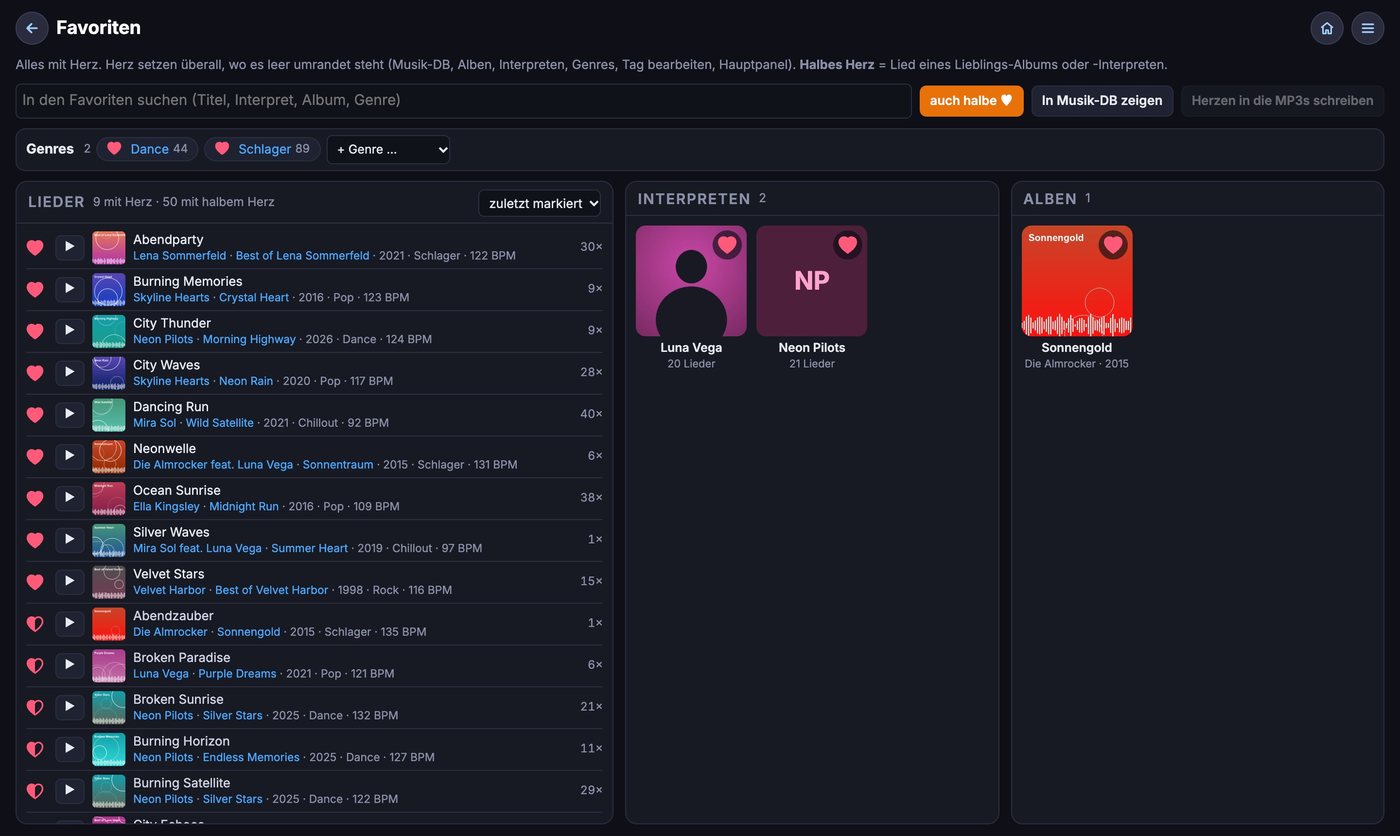 Favoriten
Alles mit Herz. Herz setzen überall, wo es leer umrandet steht (Musik-DB, Alben, Interpreten, Genres, Tag bearbeiten, Hauptpanel). Halbes Herz = Lied eines Lieblings-Albums oder -Interpreten.
In den Favoriten suchen (Titel, Interpret, Album, Genre)
auch halbe ♥
In Musik-DB zeigen
Herzen in die MP3s schreiben
Genres 2 Dance 44 Schlager 89 + Genre ...
LIEDER 9 mit Herz · 50 mit halbem Herz zuletzt markiert
Abendparty 30×
Lena Sommerfeld · Best of Lena Sommerfeld · 2021 · Schlager · 122 BPM
Burning Memories 9×
Skyline Hearts · Crystal Heart · 2016 · Pop · 123 BPM
City Thunder 9×
Neon Pilots · Morning Highway · 2026 · Dance · 124 BPM
City Waves 28×
Skyline Hearts · Neon Rain · 2020 · Pop · 117 BPM
Dancing Run 40×
Mira Sol · Wild Satellite · 2021 · Chillout · 92 BPM
Neonwelle 6×
Die Almrocker feat. Luna Vega · Sonnentraum · 2015 · Schlager · 131 BPM
Ocean Sunrise 38×
Ella Kingsley · Midnight Run · 2016 · Pop · 109 BPM
Silver Waves 1×
Mira Sol feat. Luna Vega · Summer Heart · 2019 · Chillout · 97 BPM
Velvet Stars 15×
Velvet Harbor · Best of Velvet Harbor · 1998 · Rock · 116 BPM
Abendzauber 1×
Die Almrocker · Sonnengold · 2015 · Schlager · 135 BPM
Broken Paradise 6×
Luna Vega · Purple Dreams · 2021 · Pop · 121 BPM
Broken Sunrise 21×
Neon Pilots · Silver Stars · 2025 · Dance · 132 BPM
Burning Horizon 11×
Neon Pilots · Endless Memories · 2025 · Dance · 127 BPM
Burning Satellite 29×
Neon Pilots · Silver Stars · 2025 · Dance · 122 BPM
INTERPRETEN 2
Luna Vega
20 Lieder
NP
Neon Pilots
21 Lieder
ALBEN 1
Sonnengold
Sonnengold
Die Almrocker · 2015